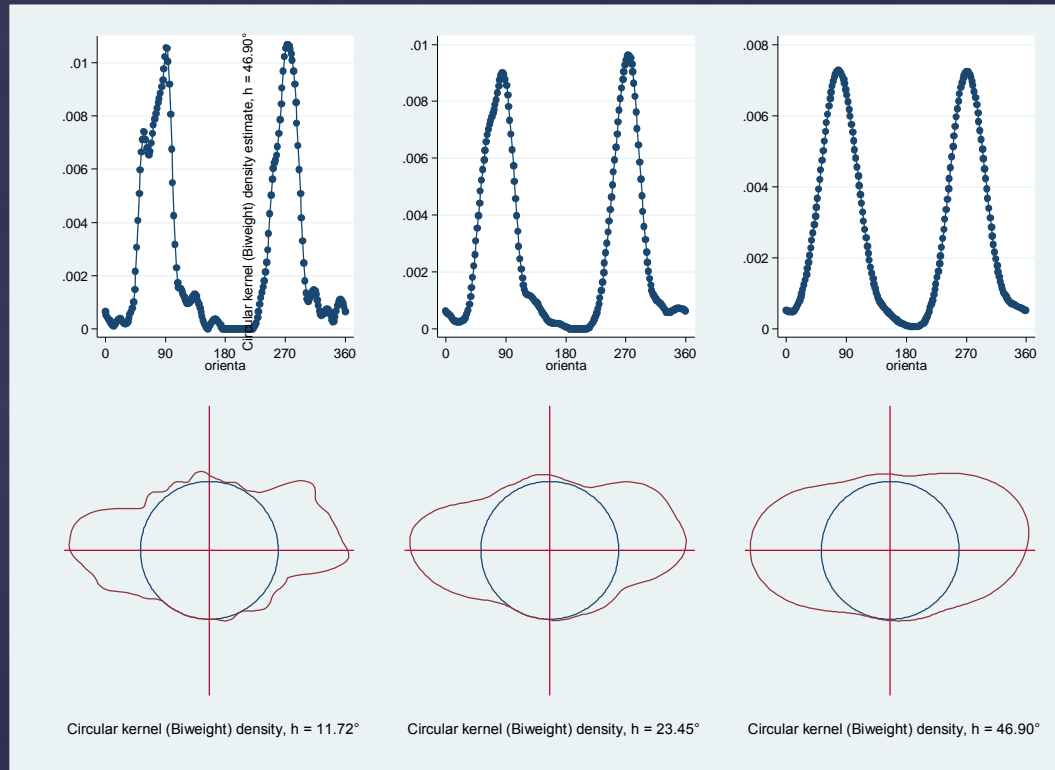 .01
.008
.006
.004
.002
0
0 90 180 270 360
orienta
Circular kernel (Biweight) density estimate, h = 46.90°
.01
.008
.006
.004
.002
0
0 90 180 270 360
orienta
.008
.006
.004
.002
0
0 90 180 270 360
orienta
Circular kernel (Biweight) density, h = 11.72°
Circular kernel (Biweight) density, h = 23.45°
Circular kernel (Biweight) density, h = 46.90°